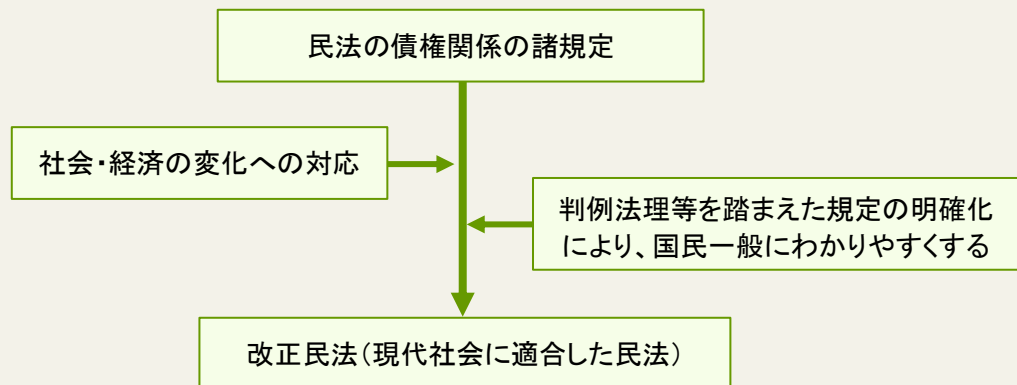 民法の債権関係の諸規定
社会・経済の変化への対応
判例法理等を踏まえた規定の明確化
により、国民一般にわかりやすくする
改正民法(現代社会に適合した民法)